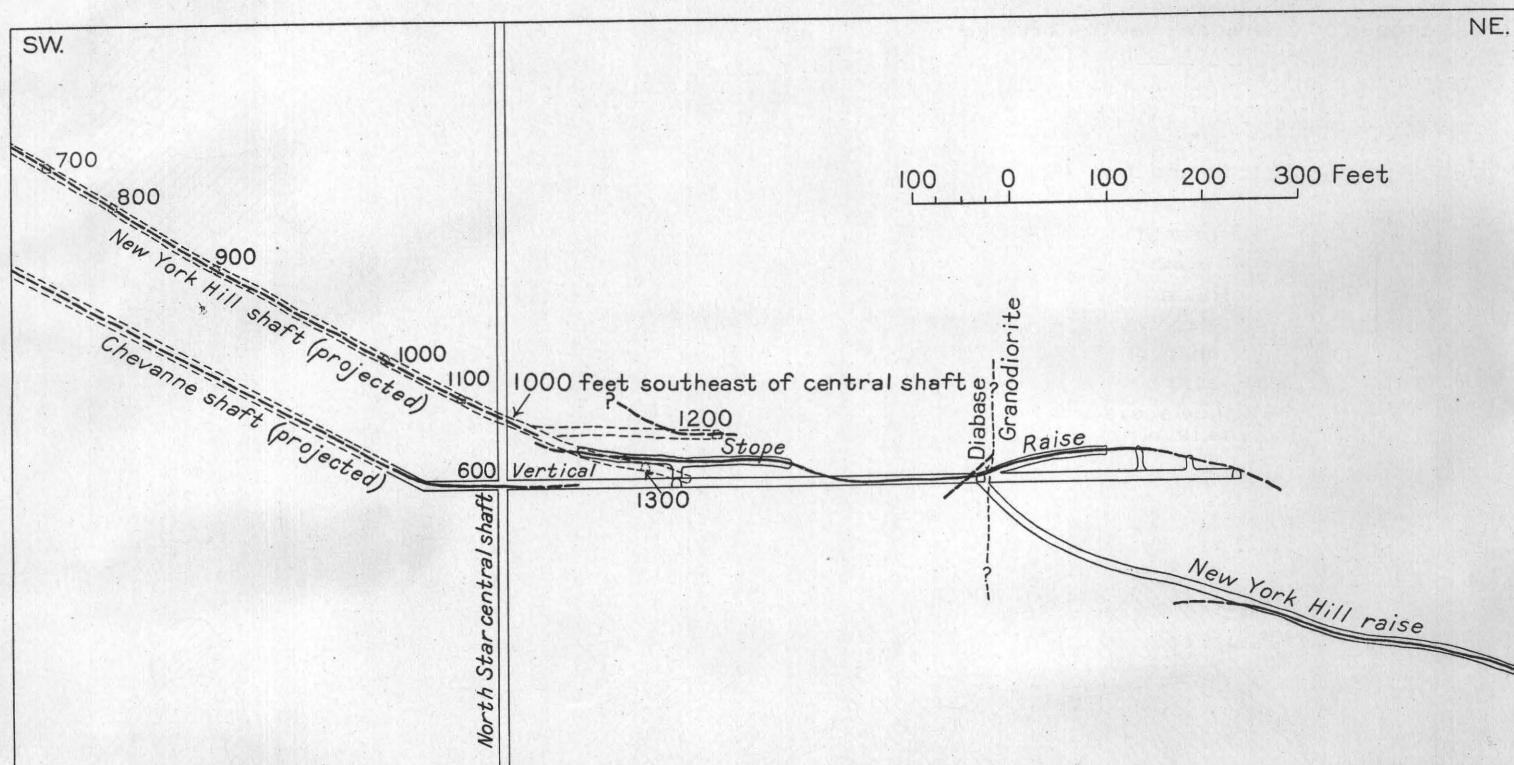 SW.
NE.
700
800
900
New York Hill shaft (projected)
1000
1100
Chevanne shaft (projected)
100 0 100 200 300 Feet
1000 feet southeast of central shaft
?
1200
Stope
600
Vertical
1300
North Star central shaft
Diabase
?
Granodiorite
Raise
?
New York Hill raise